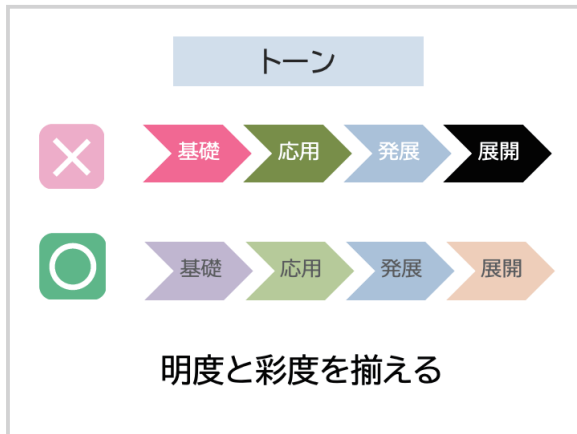 トーン
基礎 応用 発展 展開
基礎 応用 発展 展開
明度と彩度を揃える